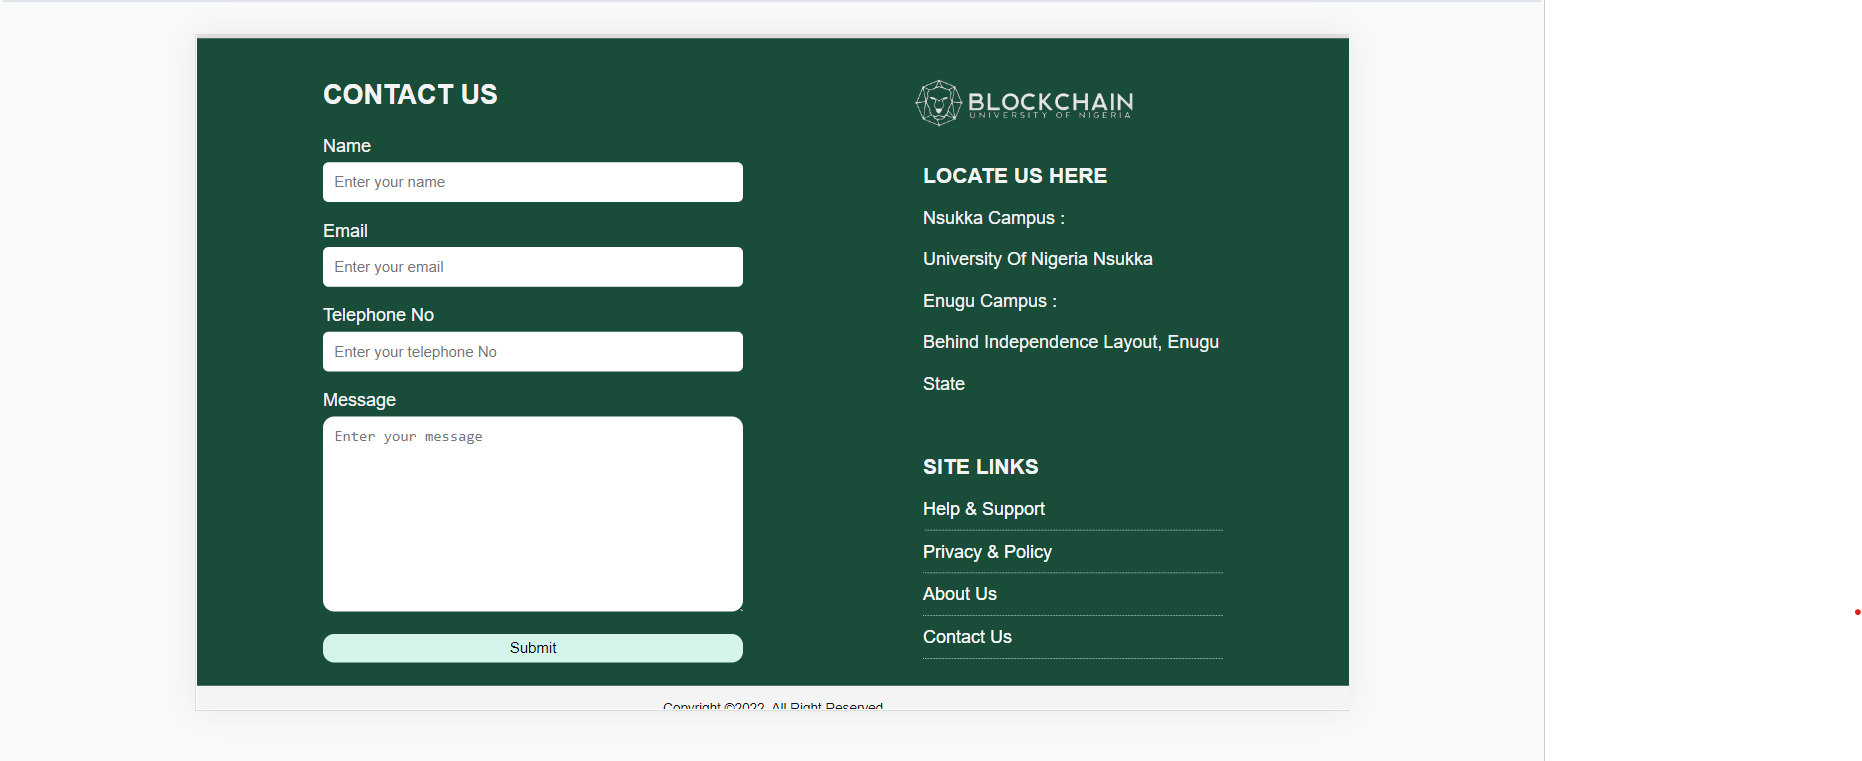 CONTACT US
Name
Enter your name
Email
Enter your email
Telephone No
Enter your telephone No
Message
Enter your message
Submit
BLOCKCHAIN
UNIVERSITY OF NIGERIA
LOCATE US HERE
Nsukka Campus :
University Of Nigeria Nsukka
Enugu Campus :
Behind Independence Layout, Enugu
State
SITE LINKS
Help & Support
Privacy & Policy
About Us
Contact Us
Copyright ©2022. All Right Reserved